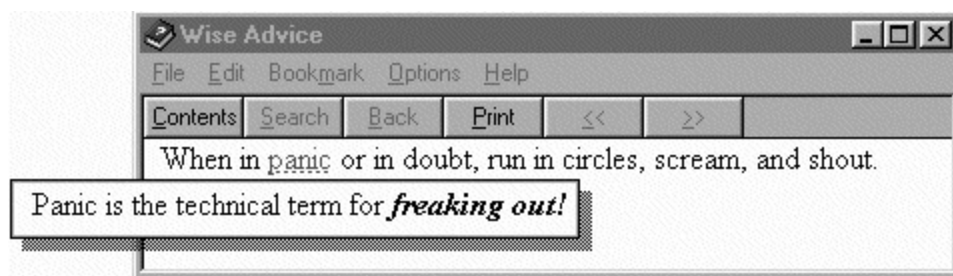 Wise Advice
File Edit Bookmark Options Help
Contents Search Back Print << >>
When in panic or in doubt, run in circles, scream, and shout.
Panic is the technical term for freaking out!